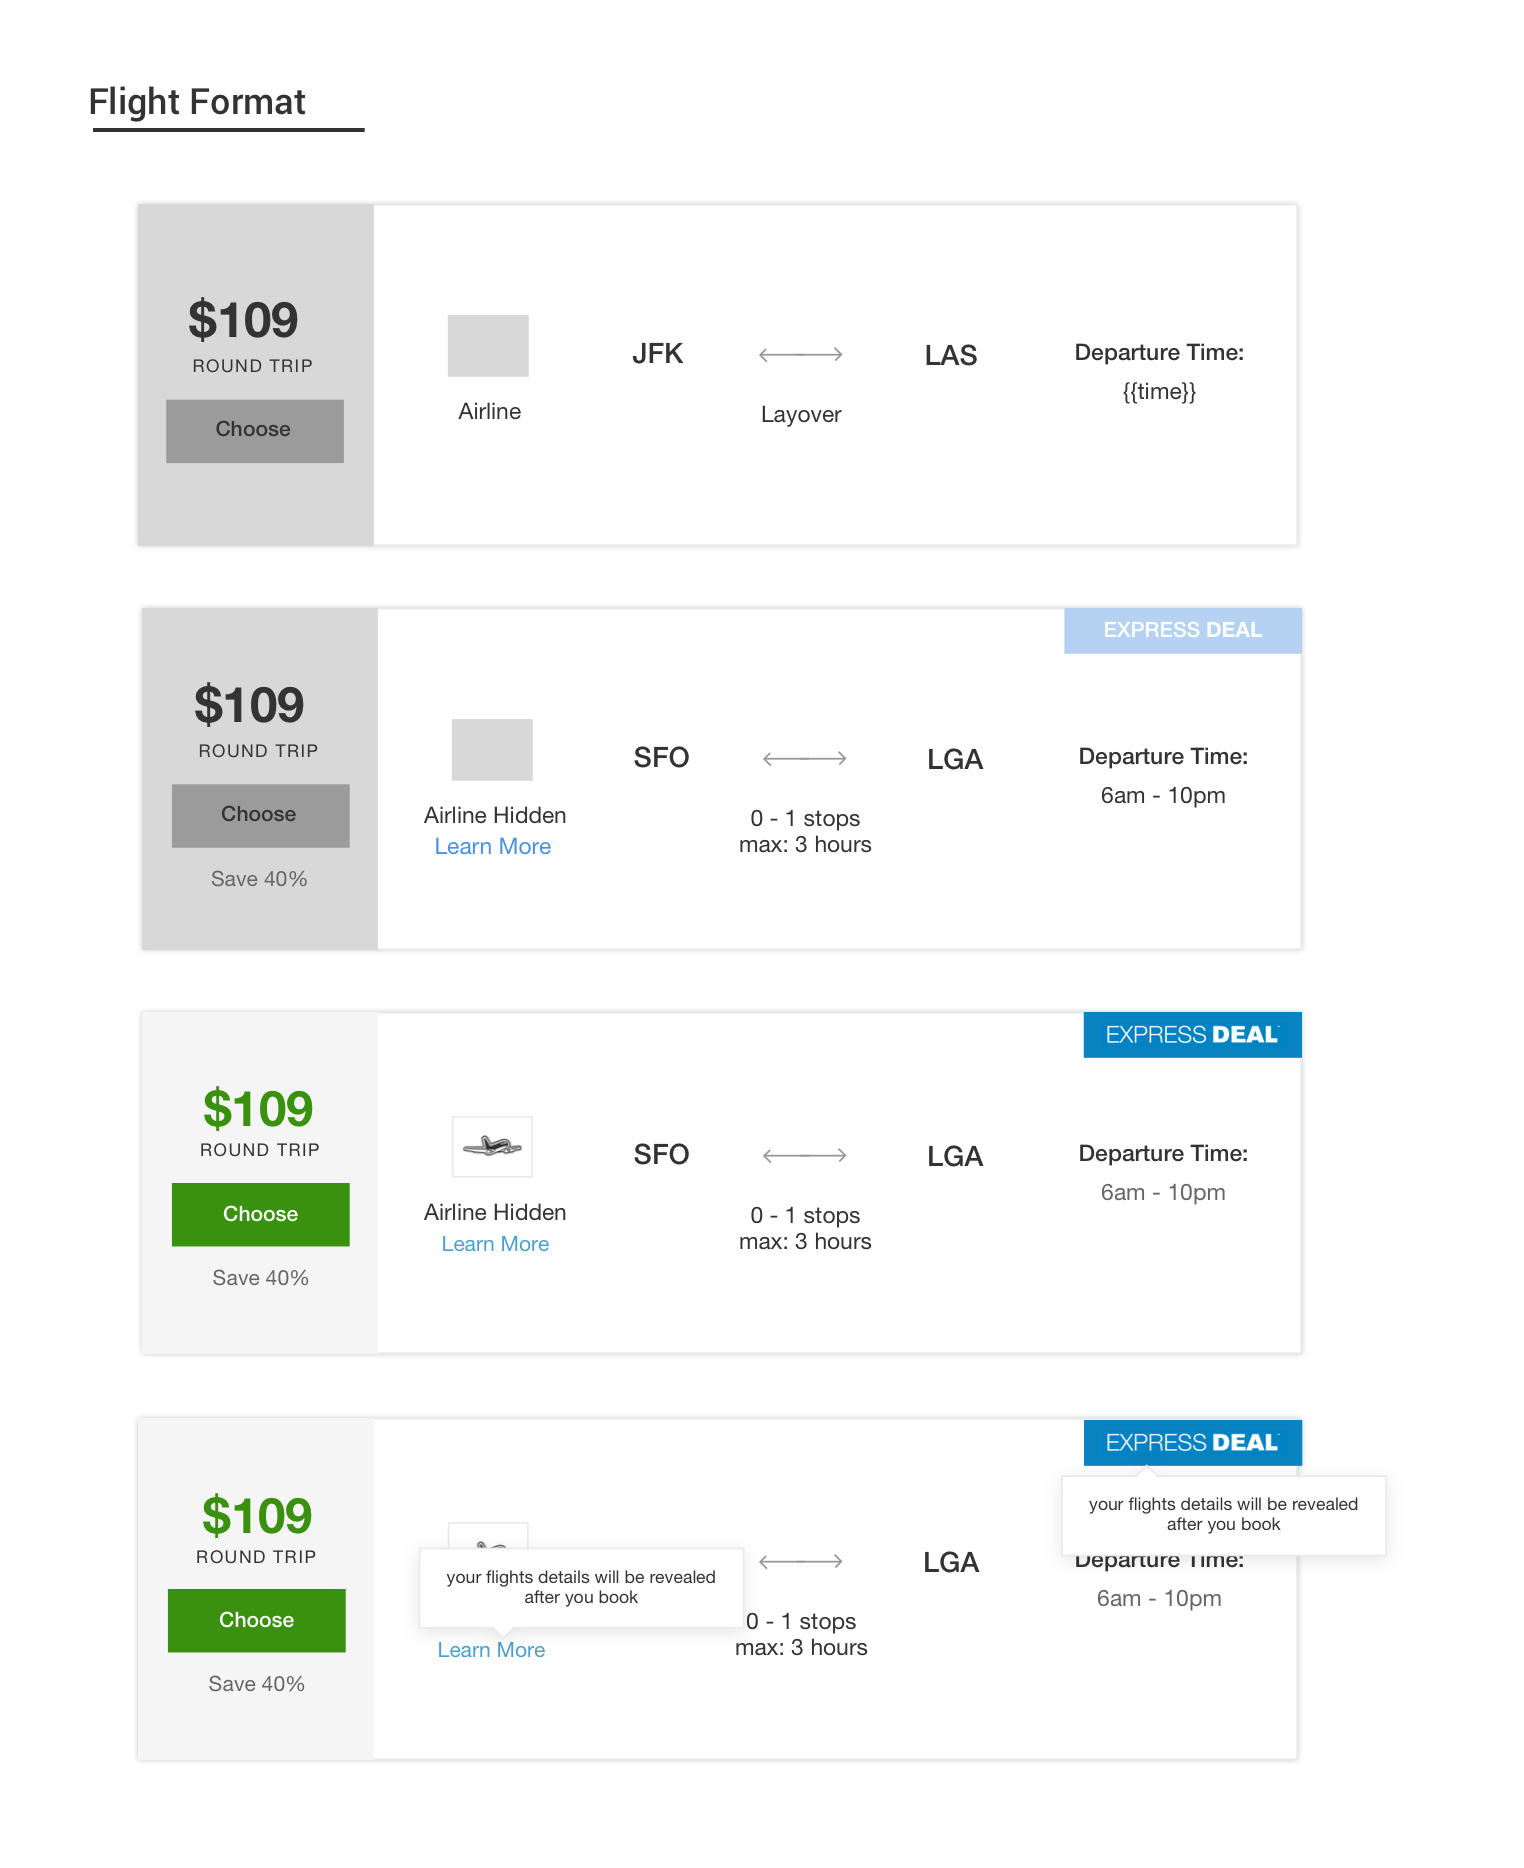 Flight Format
$109
ROUND TRIP
Choose
Airline
JFK
Layover
LAS
Departure Time:
{{time}}
EXPRESS DEAL
$109
ROUND TRIP
Choose
Save 40%
Airline Hidden
Learn More
SFO
0 - 1 stops
max: 3 hours
LGA
Departure Time:
6am - 10pm
EXPRESS DEAL
$109
ROUND TRIP
Choose
Save 40%
Airline Hidden
Learn More
SFO
0 - 1 stops
max: 3 hours
LGA
Departure Time:
6am - 10pm
EXPRESS DEAL
your flights details will be revealed
after you book
$109
ROUND TRIP
Choose
Save 40%
your flights details will be revealed
after you book
Learn More
0 - 1 stops
max: 3 hours
LGA
Departure Time:
6am - 10pm